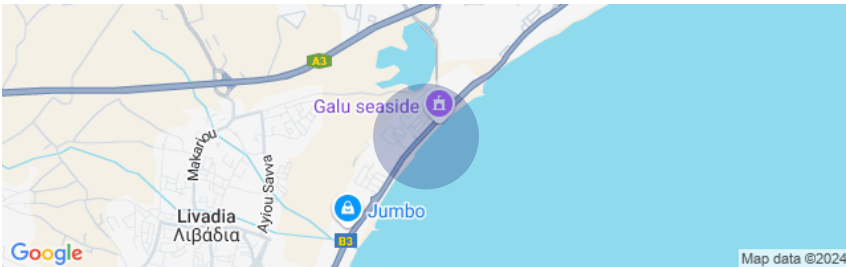 A3
Galu seaside
Makariou
Ayiou Savva
Livadia
Λιβάδια
Jumbo
B3
Google
Map data ©2024